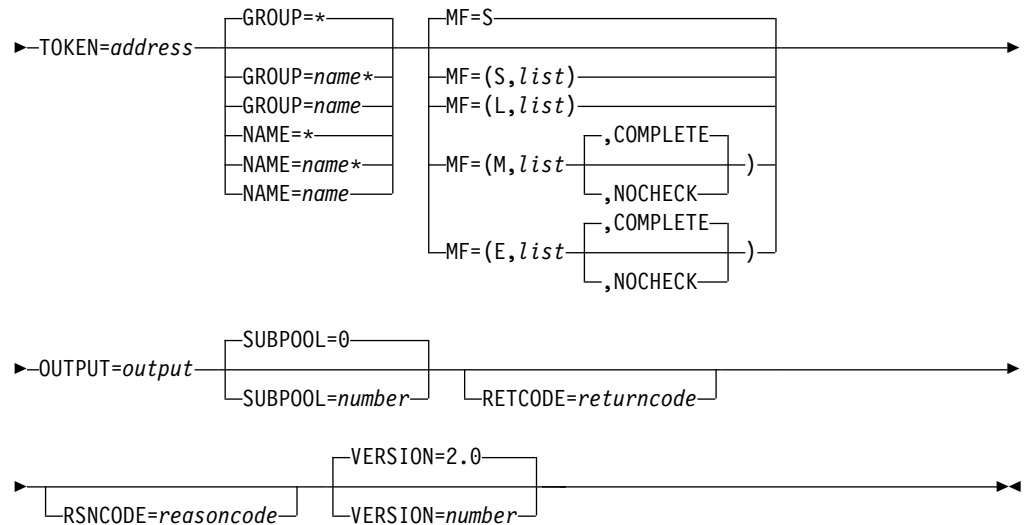 GROUP=* MF=S
TOKEN=address
GROUP=name* MF=(S,list)
GROUP=name MF=(L,list)
NAME=* ,COMPLETE
NAME=name* MF=(M,list )
NAME=name ,NOCHECK
,COMPLETE
MF=(E,list )
,NOCHECK
SUBPOOL=0
OUTPUT=output
SUBPOOL=number RETCODE=returncode
VERSION=2.0
RSNCODE=reasoncode VERSION=number